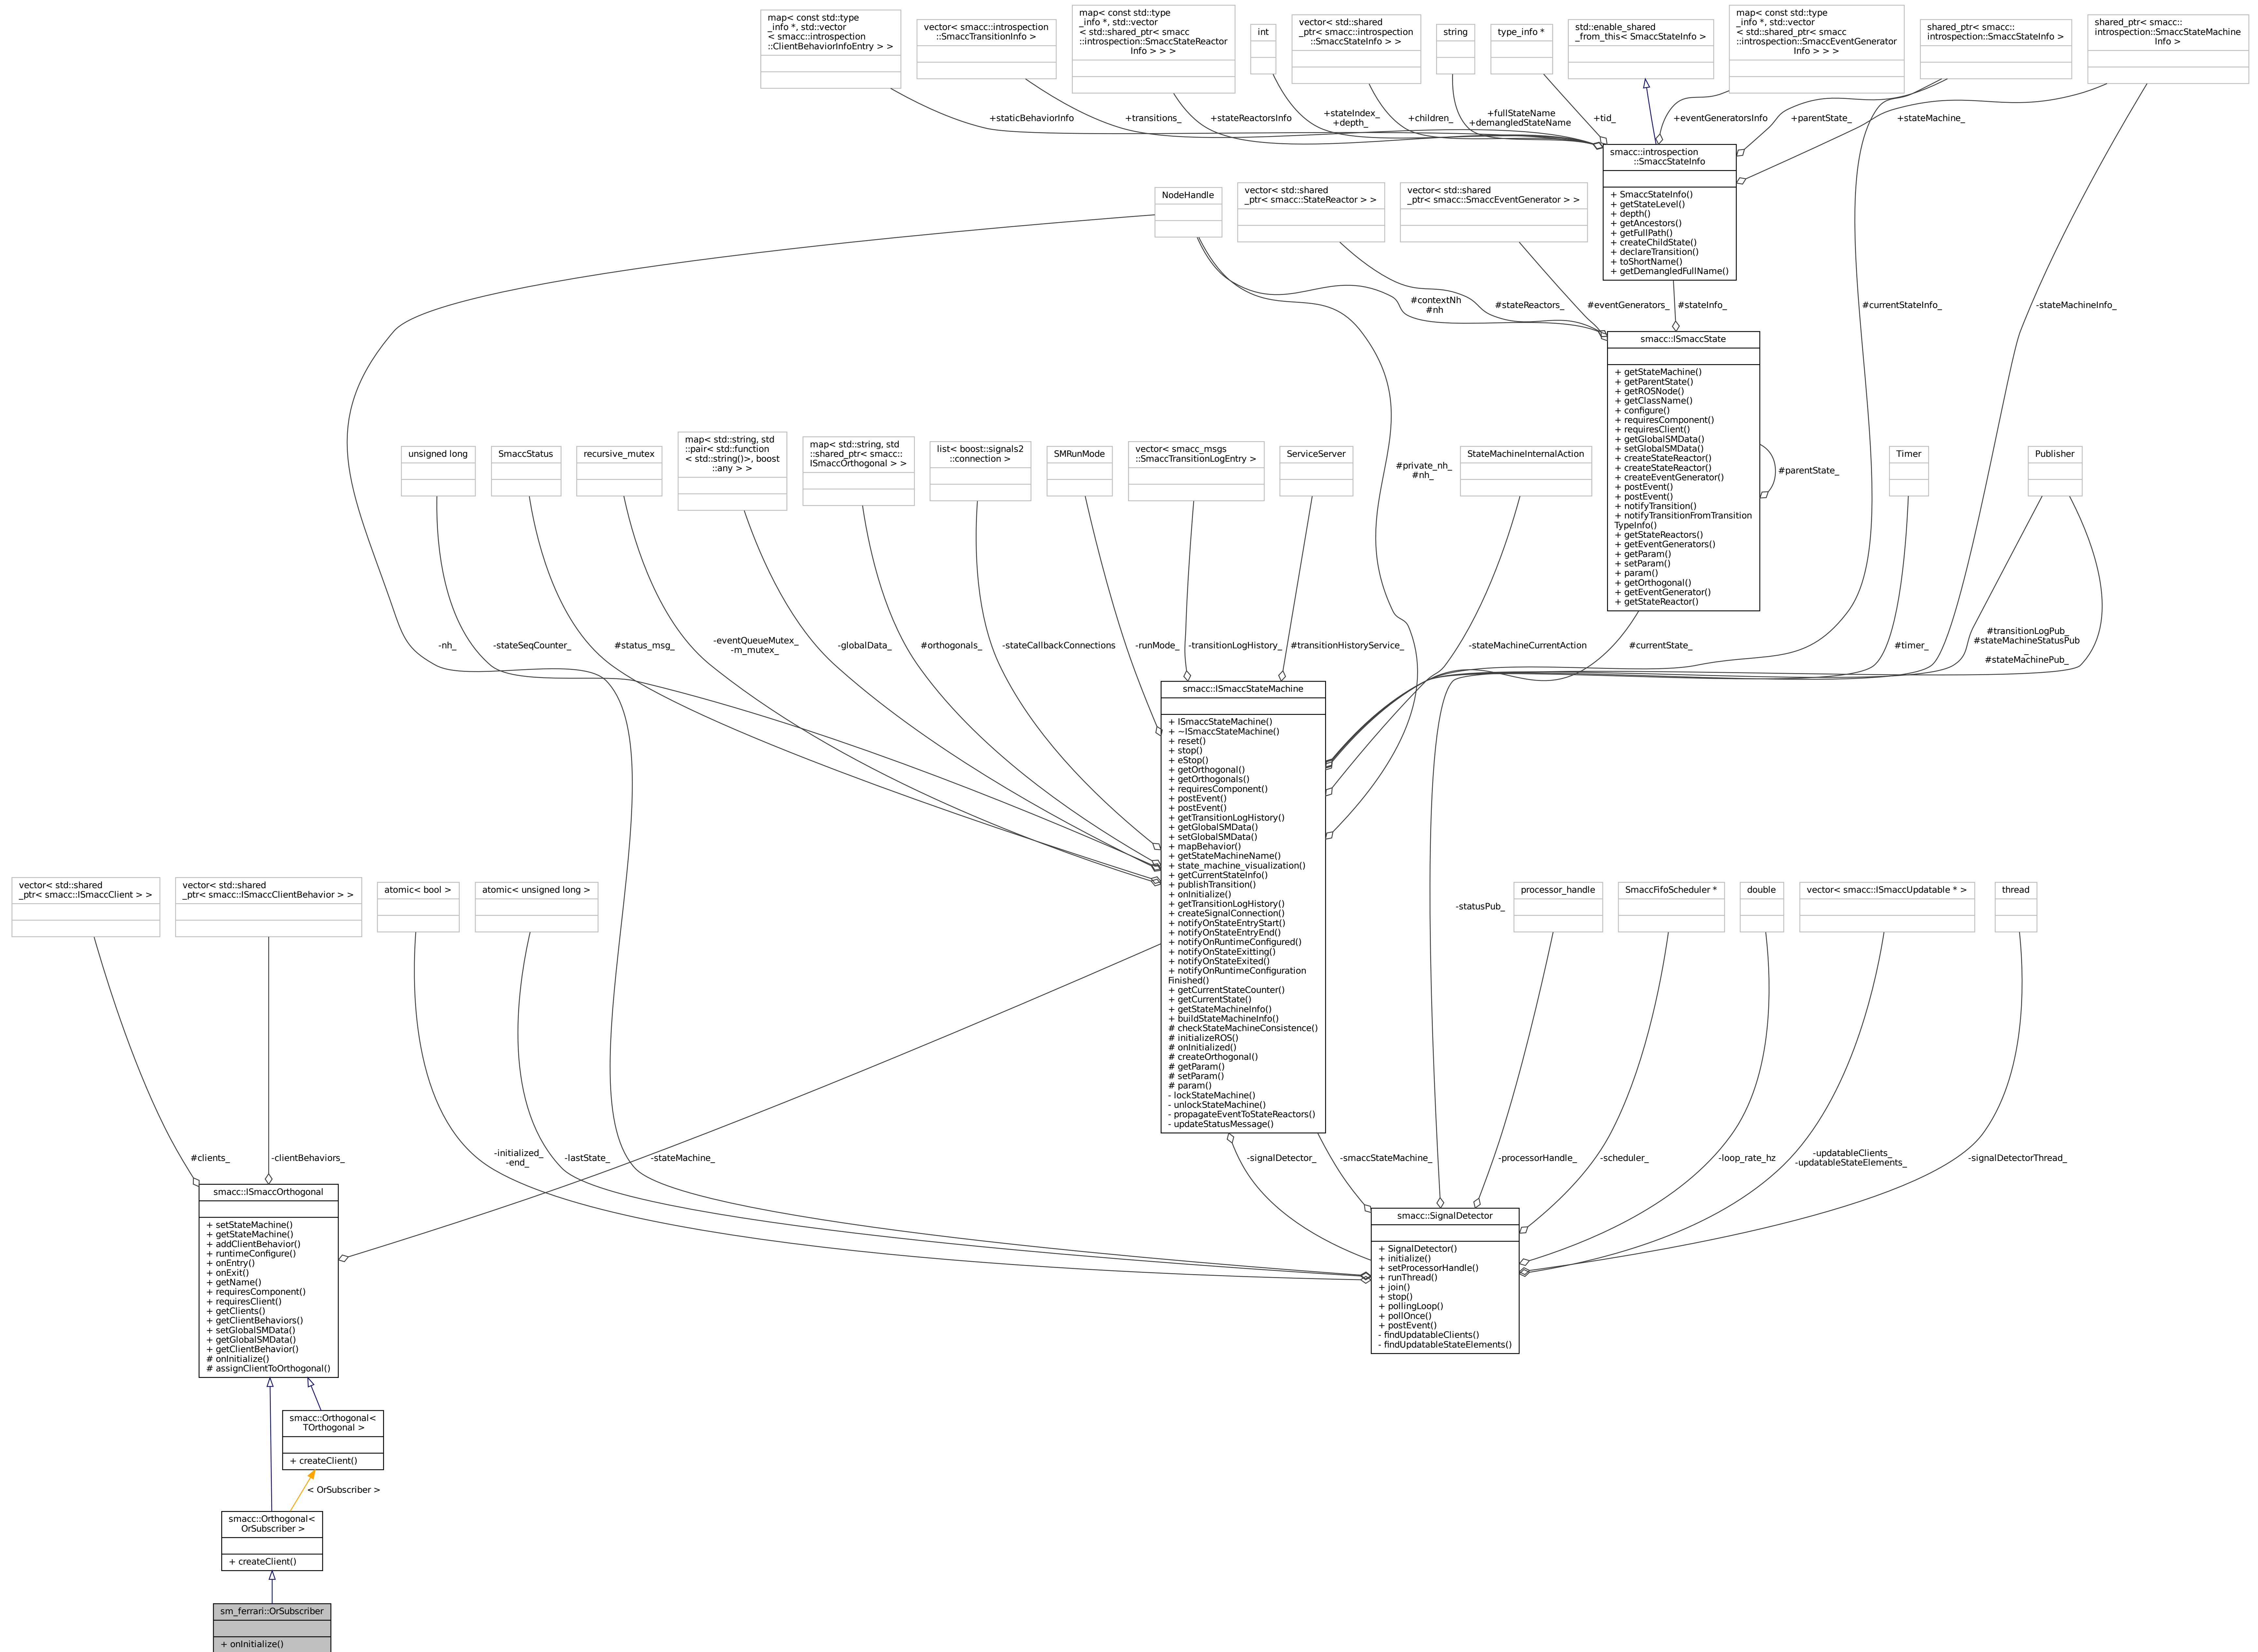 map< const std::type
_info *, std::vector
< smacc::introspection
::ClientBehaviorInfoEntry > >
vector< smacc::introspection
::SmaccTransitionInfo >
map< const std::type
_info *, std::vector
< std::shared_ptr< smacc
::introspection::SmaccStateReactor
Info > > >
int
vector< std::shared
_ptr< smacc::introspection
::SmaccStateInfo > >
string
type_info *
std::enable_shared
_from_this< SmaccStateInfo >
map< const std::type
_info *, std::vector
< std::shared_ptr< smacc
::introspection::SmaccEventGenerator
Info > > >
shared_ptr< smacc::
introspection::SmaccStateInfo >
shared_ptr< smacc::
introspection::SmaccStateMachine
Info >
+staticBehaviorInfo
+transitions_
+stateReactorsInfo
+stateIndex_
+depth_
+children_
+fullStateName
+demangledStateName
+tid_
+eventGeneratorsInfo
+parentState_
+stateMachine_
smacc::introspection
::SmaccStateInfo
+ SmaccStateInfo()
+ getStateLevel()
+ depth()
+ getAncestors()
+ getFullPath()
+ createChildState()
+ declareTransition()
+ toShortName()
+ getDemangledFullName()
NodeHandle
vector< std::shared
_ptr< smacc::StateReactor > >
vector< std::shared
_ptr< smacc::SmaccEventGenerator > >
#contextNh
#nh
#stateReactors_
#eventGenerators_
#stateInfo_
#currentStateInfo_
-stateMachineInfo_
smacc::ISmaccState
+ getStateMachine()
+ getParentState()
+ getROSNode()
+ getClassName()
+ configure()
+ requiresComponent()
+ requiresClient()
+ getGlobalSMData()
+ setGlobalSMData()
+ createStateReactor()
+ createStateReactor()
+ createEventGenerator()
+ postEvent()
+ postEvent()
+ notifyTransition()
+ notifyTransitionFromTransition
TypeInfo()
+ getStateReactors()
+ getEventGenerators()
+ getParam()
+ setParam()
+ param()
+ getOrthogonal()
+ getEventGenerator()
+ getStateReactor()
#parentState_
unsigned long
SmaccStatus
recursive_mutex
map< std::string, std
::pair< std::function
< std::string()>, boost
::any > >
map< std::string, std
::shared_ptr< smacc::
ISmaccOrthogonal > >
list< boost::signals2
::connection >
SMRunMode
vector< smacc_msgs
::SmaccTransitionLogEntry >
ServiceServer
#private_nh_
#nh_
StateMachineInternalAction
Timer
Publisher
-nh_
-stateSeqCounter_
#status_msg_
-eventQueueMutex_
-m_mutex_
-globalData_
#orthogonals_
-stateCallbackConnections
-runMode_
-transitionLogHistory_
#transitionHistoryService_
-stateMachineCurrentAction
#currentState_
#timer_
#transitionLogPub_
#stateMachineStatusPub
_
#stateMachinePub_
smacc::ISmaccStateMachine
+ ISmaccStateMachine()
+ ~ISmaccStateMachine()
+ reset()
+ stop()
+ eStop()
+ getOrthogonal()
+ getOrthogonals()
+ requiresComponent()
+ postEvent()
+ postEvent()
+ getTransitionLogHistory()
+ getGlobalSMData()
+ setGlobalSMData()
+ mapBehavior()
+ getStateMachineName()
+ state_machine_visualization()
+ getCurrentStateInfo()
+ publishTransition()
+ onInitialize()
+ getTransitionLogHistory()
+ createSignalConnection()
+ notifyOnStateEntryStart()
+ notifyOnStateEntryEnd()
+ notifyOnRuntimeConfigured()
+ notifyOnStateExitting()
+ notifyOnStateExited()
+ notifyOnRuntimeConfiguration
Finished()
+ getCurrentStateCounter()
+ getCurrentState()
+ getStateMachineInfo()
+ buildStateMachineInfo()
# checkStateMachineConsistence()
# initializeROS()
# onInitialized()
# createOrthogonal()
# getParam()
# setParam()
# param()
- lockStateMachine()
- unlockStateMachine()
- propagateEventToStateReactors()
- updateStatusMessage()
vector< std::shared
_ptr< smacc::ISmaccClient > >
vector< std::shared
_ptr< smacc::ISmaccClientBehavior > >
atomic< bool >
atomic< unsigned long >
-statusPub_
processor_handle
SmaccFifoScheduler *
double
vector< smacc::ISmaccUpdatable * >
thread
#clients_
-clientBehaviors_
-initialized_
-end_
-lastState_
-stateMachine_
-signalDetector_
-smaccStateMachine_
-processorHandle_
-scheduler_
-loop_rate_hz
-updatableClients_
-updatableStateElements_
-signalDetectorThread_
smacc::ISmaccOrthogonal
+ setStateMachine()
+ getStateMachine()
+ addClientBehavior()
+ runtimeConfigure()
+ onEntry()
+ onExit()
+ getName()
+ requiresComponent()
+ requiresClient()
+ getClients()
+ getClientBehaviors()
+ setGlobalSMData()
+ getGlobalSMData()
+ getClientBehavior()
# onInitialize()
# assignClientToOrthogonal()
smacc::SignalDetector
+ SignalDetector()
+ initialize()
+ setProcessorHandle()
+ runThread()
+ join()
+ stop()
+ pollingLoop()
+ pollOnce()
+ postEvent()
- findUpdatableClients()
- findUpdatableStateElements()
smacc::Orthogonal<
TOrthogonal >
+ createClient()
< OrSubscriber >
smacc::Orthogonal<
OrSubscriber >
+ createClient()
sm_ferrari::OrSubscriber
+ onInitialize()